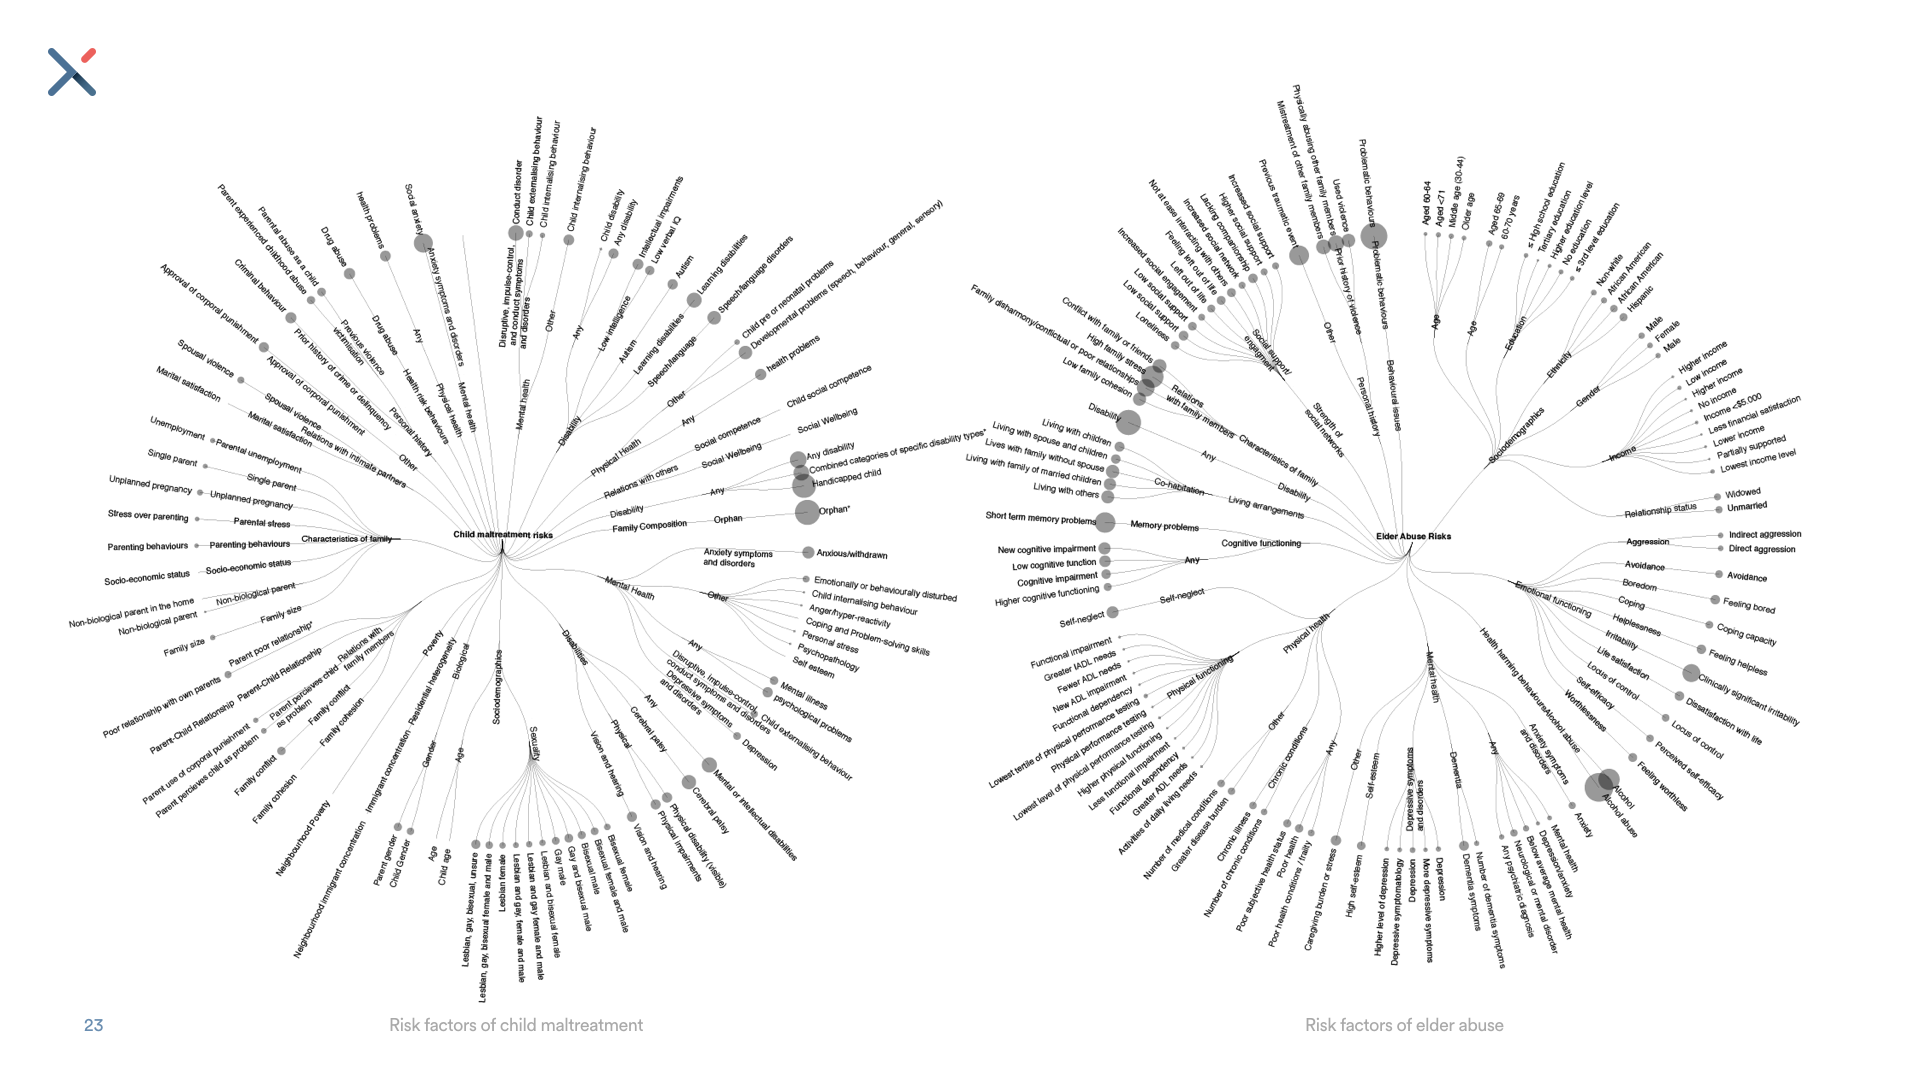 Child maltreatment risks
Disruptive, impulse-control,
and conduct symptoms
and disorders
Conduct disorder
Child externalising behaviour
Child internalising behaviour
Mental health
Other
Child internalising behaviour
Disability
Any
Child disability
Any disability
Low intelligence
Intellectual impairments
Low verbal IQ
Autism
Autism
Learning disabilities
Learning disabilities
Speech/language
Speech/language disorders
Physical Health
Other
Child pre or neonatal problems
Developmental problems (speech, behaviour, general, sensory)
Any
health problems
Relations with others
Social competence
Child social competence
Social Wellbeing
Social Wellbeing
Disability
Any
Any disability
Combined categories of specific disability types*
Handicapped child
Family Composition
Orphan
Orphan*
Mental Health
Anxiety symptoms
and disorders
Anxious/withdrawn
Other
Emotionally or behaviourally disturbed
Child internalising behaviour
Anger/hyper-reactivity
Coping and Problem-solving skills
Personal stress
Psychopathology
Self esteem
Any
Mental illness
psychological problems
Disruptive, impulse-control,
conduct symptoms and disorders
Child externalising behaviour
Depressive symptoms
and disorders
Depression
Disabilities
Any
Mental or Intellectual disabilities
Cerebral palsy
Cerebral palsy
Physical
Physical disability (visible)
Physical impairments
Vision and hearing
Vision and hearing
Sociodemographics
Sexuality
Bisexual female
Bisexual female and male
Bisexual male
Gay and bisexual male
Gay male
Lesbian and bisexual female
Lesbian and gay female and male
Lesbian and gay, female and male
Lesbian female
Lesbian, gay, bisexual female and male
Lesbian, gay, bisexual, unsure
Age
Child age
Age
Gender
Child Gender
Parent gender
Biological
Residential heterogeneity
Immigrant concentration
Neighbourhood immigrant concentration
Poverty
Neighbourhood Poverty
Relations with
family members
Family cohesion
Family cohesion
Family conflict
Family conflict
Parent percieves child
as problem
Parent percieves child as problem
Parent use of corporal punishment
Parent-Child Relationship
Parent-Child Relationship
Parent poor relationship*
Poor relationship with own parents
Characteristics of family
Family size
Family size
Non-biological parent
Non-biological parent
Non-biological parent in the home
Socio-economic status
Socio-economic status
Parenting behaviours
Parenting behaviours
Parental stress
Stress over parenting
Unplanned pregnancy
Unplanned pregnancy
Single parent
Single parent
Parental unemployment
Unemployment
Relations with intimate partners
Marital satisfaction
Marital satisfaction
Spousal violence
Spousal violence
Other
Approval of corporal punishment
Approval of corporal punishment
Personal history
Prior history of crime or delinquency
Criminal behaviour
Previous violence
victimisation
Parent experienced childhood abuse
Parental abuse as a child
Health risk behaviours
Drug abuse
Drug abuse
Physical health
Any
health problems
Mental health
Anxiety symptoms and disorders
Social anxiety
Elder Abuse Risks
Sociodemographics
Age
Aged 60-64
Aged <71
Middle age (30-44)
Older age
Age
Aged 65-69
60-70 years
Education
≤ High school education
Tertiary education
Higher education level
No education
≤ 3rd level education
Ethnicity
Non-white
African American
African American
Hispanic
Gender
Male
Female
Male
Income
Higher income
Low income
Higher income
No income
Income <$5,000
Less financial satisfaction
Lower income
Partially supported
Lowest income level
Relationship status
Widowed
Unmarried
Emotional functioning
Aggression
Indirect aggression
Direct aggression
Avoidance
Avoidance
Boredom
Feeling bored
Coping
Coping capacity
Helplessness
Feeling helpless
Irritability
Clinically significant irritability
Life satisfaction
Dissatisfaction with life
Locus of control
Locus of control
Self-efficacy
Perceived self-efficacy
Worthlessness
Feeling worthless
Health harming behaviours
Alcohol abuse
Alcohol
Alcohol abuse
Mental health
Anxiety symptoms
and disorders
Anxiety
Any
Mental health
Depression/anxiety
Below average mental health
Neurological or mental disorder
Any psychiatric diagnosis
Dementia
Number of dementia symptoms
Dementia symptoms
Depressive symptoms
and disorders
Depression
More depressive symptoms
Depression
Depressive symptomatology
Higher level of depression
Self-esteem
High self-esteem
Other
Caregiving burden or stress
Physical health
Any
Poor health conditions / frailty
Poor health
Poor subjective health status
Chronic conditions
Number of chronic conditions
Chronic illness
Other
Greater disease burden
Number of medical conditions
Physical functioning
Activities of daily living needs
Greater ADL needs
Functional dependency
Less functional impairment
Higher physical functioning
Lowest level of physical performance testing
Physical performance testing
Lowest tertile of physical performance testing
Functional dependency
New ADL impairment
Fewer ADL needs
Greater IADL needs
Functional impairment
Self-neglect
Self-neglect
Cognitive functioning
Any
Higher cognitive functioning
Cognitive impairment
Low cognitive function
New cognitive impairment
Memory problems
Short term memory problems
Living arrangements
Co-habitation
Living with others
Living with family of married children
Lives with family without spouse
Living with spouse and children
Living with children
Disability
Any
Disability
Characteristics of family
Relations
with family members
Low family cohesion
Family disharmony/conflictual or poor relationships
High family stress
Conflict with family or friends
Strength of
social networks
Social support/
engagement
Loneliness
Low social support
Low social support
Increased social engagement
Left out of life
Feeling left out of life
Not at ease interacting with others
Increased social network
Lacking companionship
Higher social support
Increased social support
Personal history
Other
Previous traumatic event
Prior history of violence
Mistreatment of other family members
Physically abusing other family members
Used violence
Behavioural issues
Problematic behaviours
Problematic behaviours
23
Risk factors of child maltreatment
Risk factors of elder abuse